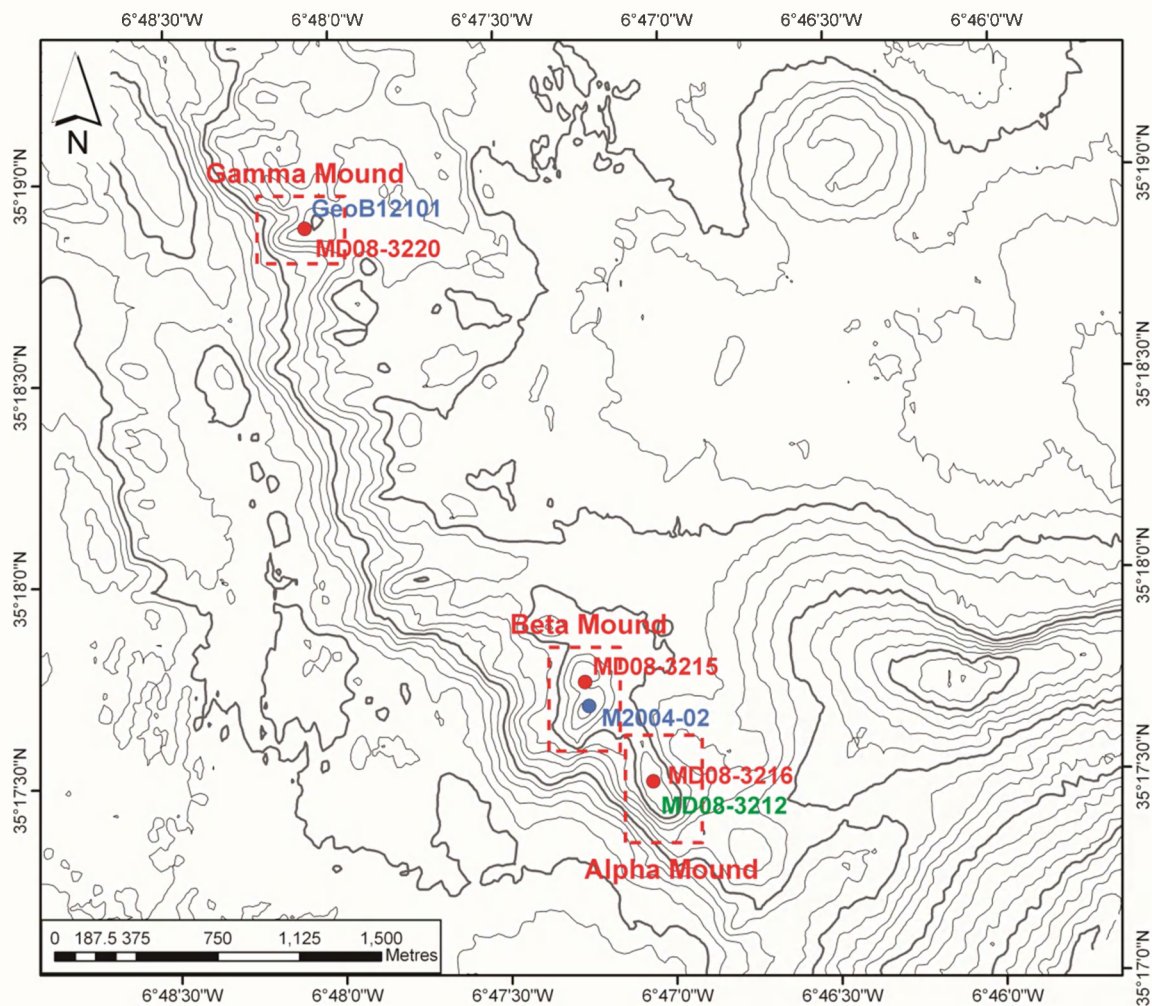 6°48'30"W 6°48'0"W 6°47'30"W 6°47'0"W 6°46'30"W 6°46'0"W
N
35°19'0"N
35°19'0"N
Gamma Mound
GeoB12101
MD08-3220
35°18'30"N
35°18'30"N
35°18'0"N
35°18'0"N
Beta Mound
MD08-3215
M2004-02
35°17'30"N
35°17'30"N
MD08-3216
MD08-3212
Alpha Mound
0 187.5 375 750 1,125 1,500
Metres
35°17'0"N
6°48'30"W 6°48'0"W 6°47'30"W 6°47'0"W 6°46'30"W 6°46'0"W